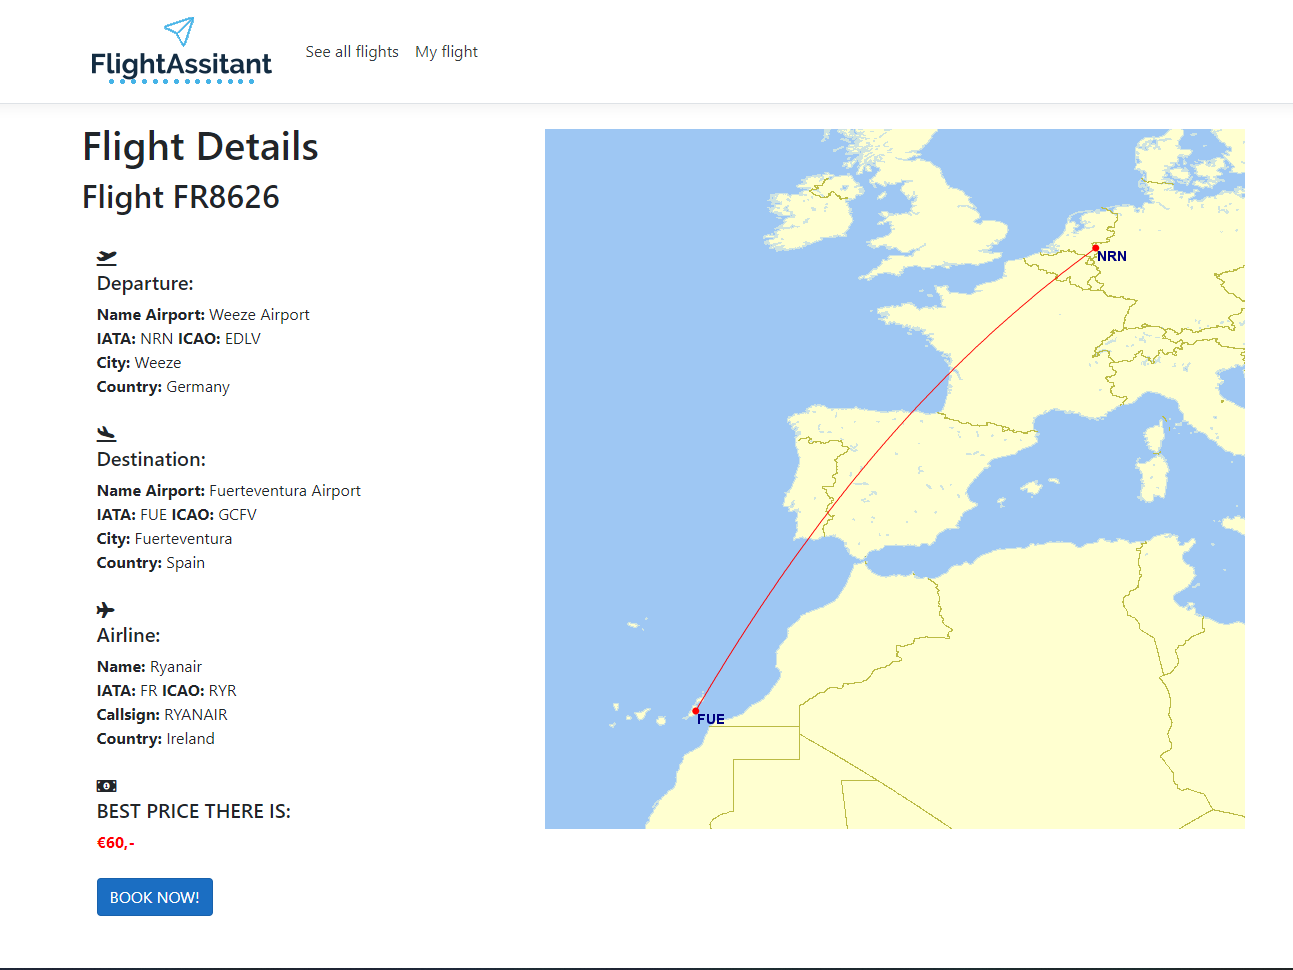 FlightAssitant
See all flights
My flight
Flight Details
Flight FR8626
Departure:
Name Airport: Weeze Airport
IATA: NRN ICAO: EDLV
City: Weeze
Country: Germany
Destination:
Name Airport: Fuerteventura Airport
IATA: FUE ICAO: GCFV
City: Fuerteventura
Country: Spain
Airline:
Name: Ryanair
IATA: FR ICAO: RYR
Callsign: RYANAIR
Country: Ireland
BEST PRICE THERE IS:
€60,-
BOOK NOW!
NRN
FUE